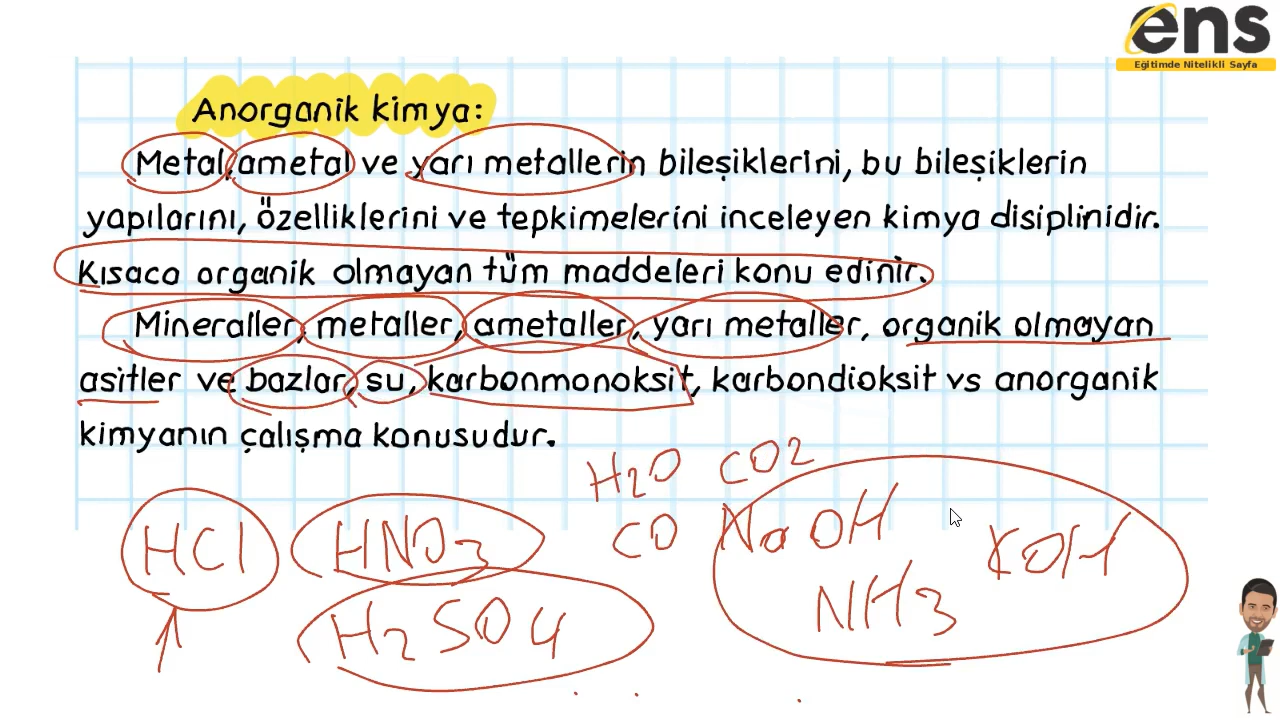 ens
Eğitimde Nitelikli Sayfa
Anorganik kimya:
Metal, ametal ve yarı metallerin bileşiklerini, bu bileşiklerin
yapılarını, özelliklerini ve tepkimelerini inceleyen kimya disiplinidir.
Kısaca organik olmayan tüm maddeleri konu edinir.
Mineraller, metaller, ametaller, yarı metaller, organik olmayan
asitler ve bazlar, su, karbonmonoksit, karbondioksit vs anorganik
kimyanın çalışma konusudur.
H2O CO2
HCl HNO3 CO NaOH KOH
H2SO4 NH3